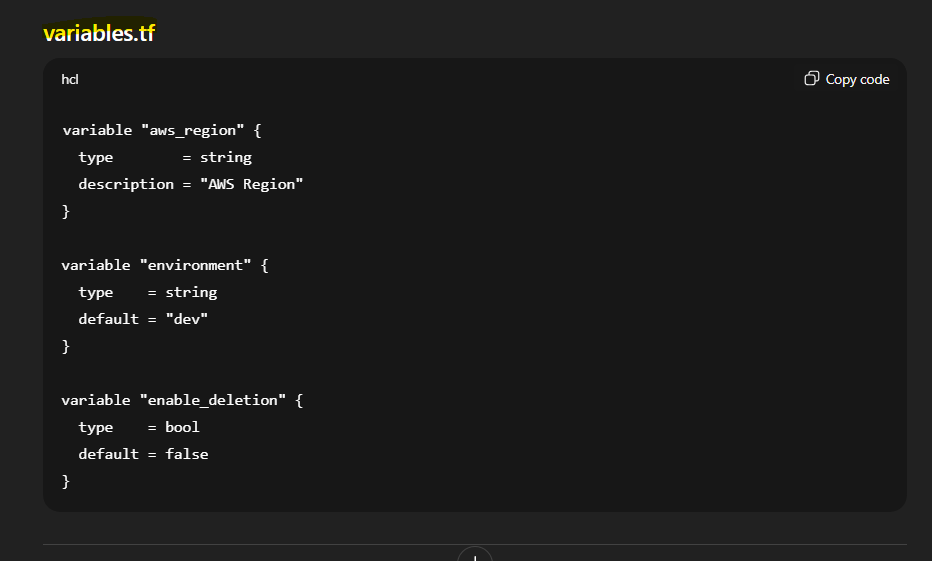 variables.tf
hcl
Copy code
variable "aws_region" {
  type        = string
  description = "AWS Region"
}
variable "environment" {
  type    = string
  default = "dev"
}
variable "enable_deletion" {
  type    = bool
  default = false
}